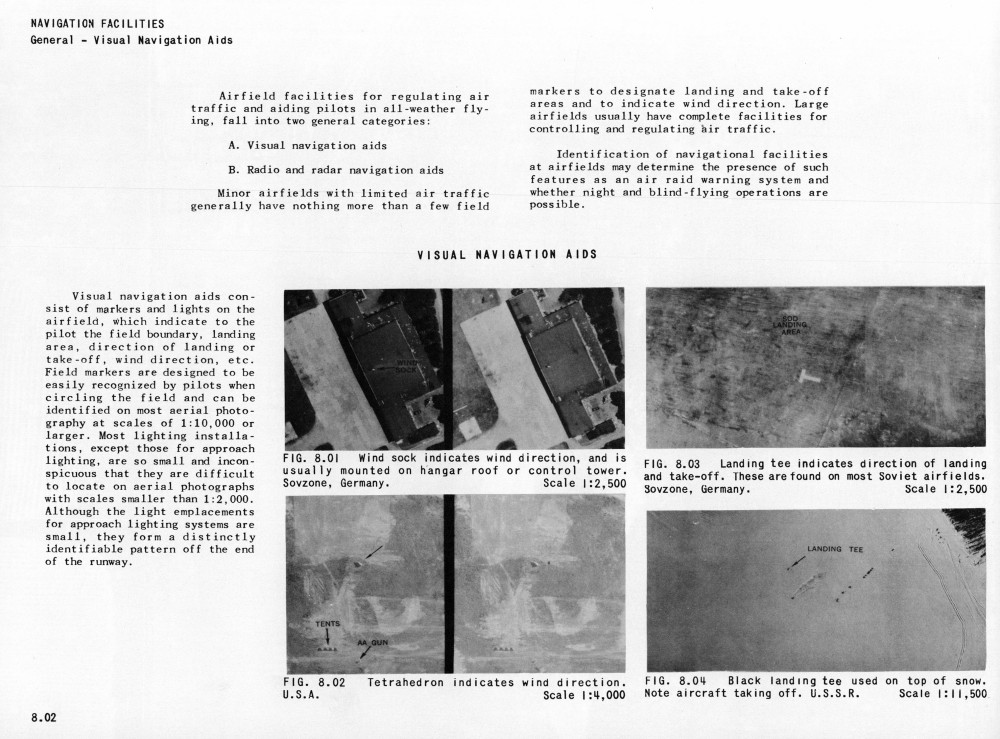 NAVIGATION FACILITIES
General - Visual Navigation Aids
Airfield facilities for regulating air
traffic and aiding pilots in all-weather fly-
ing, fall into two general categories:
A. Visual navigation aids
B. Radio and radar navigation aids
Minor airfields with limited air traffic
generally have nothing more than a few field
markers to designate landing and take-off
areas and to indicate wind direction. Large
airfields usually have complete facilities for
controlling and regulating air traffic.
Identification of navigational facilities
at airfields may determine the presence of such
features as an air raid warning system and
whether night and blind-flying operations are
possible.
VISUAL NAVIGATION AIDS
Visual navigation aids con-
sist of markers and lights on the
airfield, which indicate to the
pilot the field boundary, landing
area, direction of landing or
take-off, wind direction, etc.
Field markers are designed to be
easily recognized by pilots when
circling the field and can be
identified on most aerial photo-
graphy at scales of 1:10,000 or
larger. Most lighting installa-
tions, except those for approach
lighting, are so small and incon-
spicuous that they are difficult
to locate on aerial photographs
with scales smaller than 1:2,000.
Although the light emplacements
for approach lighting systems are
small, they form a distinctly
identifiable pattern off the end
of the runway.
WIND
SOCK
FIG. 8.01 Wind sock indicates wind direction, and is
usually mounted on hangar roof or control tower.
Sovzone, Germany. Scale 1:2,500
SOD
LANDING
AREA
FIG. 8.03 Landing tee indicates direction of landing
and take-off. These are found on most Soviet airfields.
Sovzone, Germany. Scale 1:2,500
TENTS
AA GUN
FIG. 8.02 Tetrahedron indicates wind direction.
U.S.A. Scale 1:4,000
LANDING TEE
FIG. 8.04 Black landing tee used on top of snow.
Note aircraft taking off. U.S.S.R. Scale 1:11,500
8.02